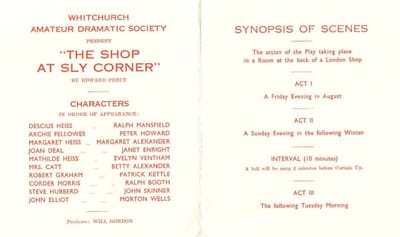 WHITCHURCH
AMATEUR DRAMATIC SOCIETY
PRESENT
"THE SHOP
AT SLY CORNER"
BY EDWARD PERCY
CHARACTERS
IN ORDER OF APPEARANCE:
DESCIUS HEISS ... RALPH MANSFIELD
ARCHIE FELLOWES ... PETER HOWARD
MARGARET HEISS ... MARGARET ALEXANDER
JOAN DEAL ... JANET ENRIGHT
MATHILDE HEISS ... EVELYN VENTHAM
MRS. CATT ... BETTY ALEXANDER
ROBERT GRAHAM ... PATRICK KETTLE
CORDER MORRIS ... RALPH BOOTH
STEVE HUBBERD ... JOHN SKINNER
JOHN ELLIOT ... MORTON WELLS
Producer: WILL GORDON
SYNOPSIS OF SCENES
The action of the Play taking place
in a Room at the back of a London Shop
ACT I
A Friday Evening in August
ACT II
A Sunday Evening in the following Winter
INTERVAL (10 minutes)
A bell will be rung 2 minutes before Curtain Up.
ACT III
The following Tuesday Morning